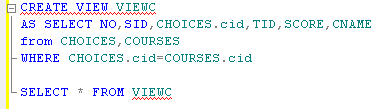 CREATE VIEW VIEWC
AS SELECT NO,SID,CHOICES.cid,TID,SCORE,CNAME
from CHOICES,COURSES
WHERE CHOICES.cid=COURSES.cid
SELECT * FROM VIEWC